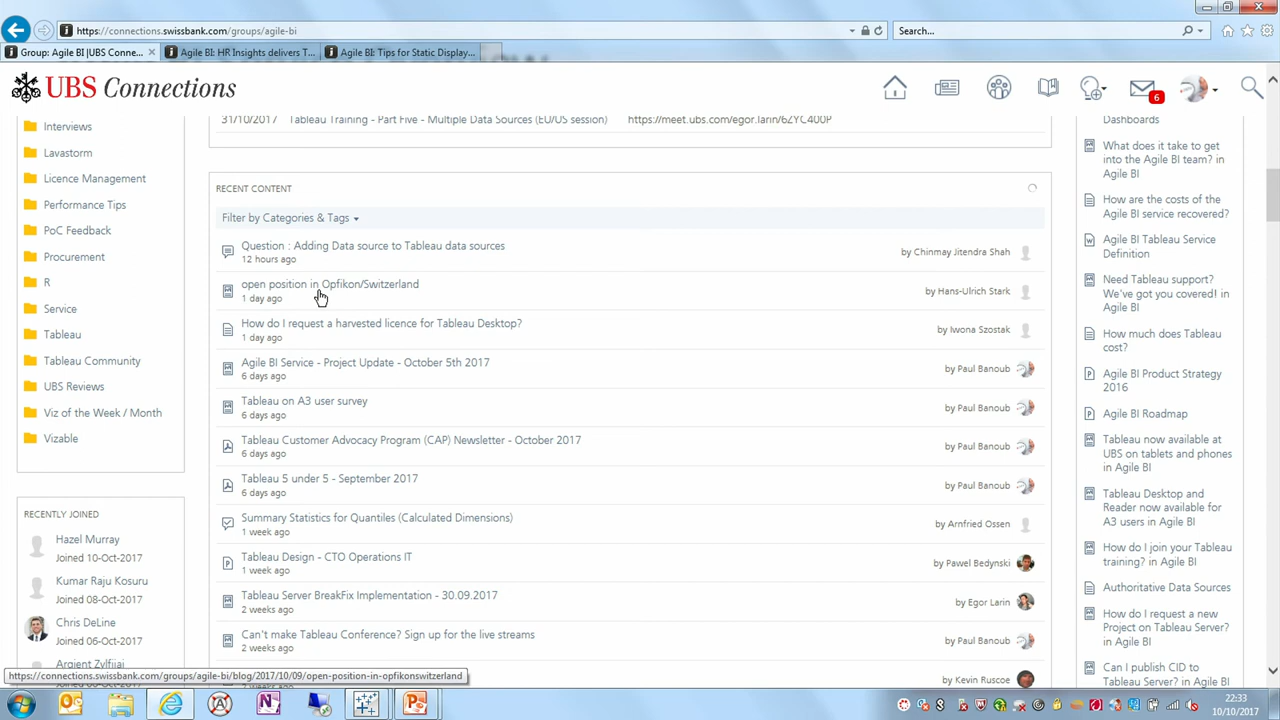 https://connections.swissbank.com/groups/agile-bi
Search...
Group: Agile BI |UBS Conne...
Agile BI: HR Insights delivers T...
Agile BI: Tips for Static Display...
UBS Connections
6
Interviews
Lavastorm
Licence Management
Performance Tips
PoC Feedback
Procurement
R
Service
Tableau
Tableau Community
UBS Reviews
Viz of the Week / Month
Vizable
RECENTLY JOINED
Hazel Murray
Joined 10-Oct-2017
Kumar Raju Kosuru
Joined 08-Oct-2017
Chris DeLine
Joined 06-Oct-2017
Argjent Zylfijaj
31/10/2017 Tableau Training - Part Five - Multiple Data Sources (EU/US session) https://meet.ubs.com/egor.larin/6ZYC400P
RECENT CONTENT
Filter by Categories & Tags
Question : Adding Data source to Tableau data sources
12 hours ago
by Chinmay Jitendra Shah
open position in Opfikon/Switzerland
1 day ago
by Hans-Ulrich Stark
How do I request a harvested licence for Tableau Desktop?
1 day ago
by Iwona Szostak
Agile BI Service - Project Update - October 5th 2017
6 days ago
by Paul Banoub
Tableau on A3 user survey
6 days ago
by Paul Banoub
Tableau Customer Advocacy Program (CAP) Newsletter - October 2017
6 days ago
by Paul Banoub
Tableau 5 under 5 - September 2017
6 days ago
by Paul Banoub
Summary Statistics for Quantiles (Calculated Dimensions)
1 week ago
by Arnfried Ossen
Tableau Design - CTO Operations IT
1 week ago
by Pawel Bedynski
Tableau Server BreakFix Implementation - 30.09.2017
2 weeks ago
by Egor Larin
Can't make Tableau Conference? Sign up for the live streams
2 weeks ago
by Paul Banoub
by Kevin Ruscoe
Dashboards
What does it take to get
into the Agile BI team? in
Agile BI
How are the costs of the
Agile BI service recovered?
Agile BI Tableau Service
Definition
Need Tableau support?
We've got you covered! in
Agile BI
How much does Tableau
cost?
Agile BI Product Strategy
2016
Agile BI Roadmap
Tableau now available at
UBS on tablets and phones
in Agile BI
Tableau Desktop and
Reader now available for
A3 users in Agile BI
How do I join your Tableau
training? in Agile BI
Authoritative Data Sources
How do I request a new
Project on Tableau Server?
in Agile BI
Can I publish CID to
Tableau Server? in Agile BI
https://connections.swissbank.com/groups/agile-bi/blog/2017/10/09/open-position-in-opfikonswitzerland
22:33
10/10/2017